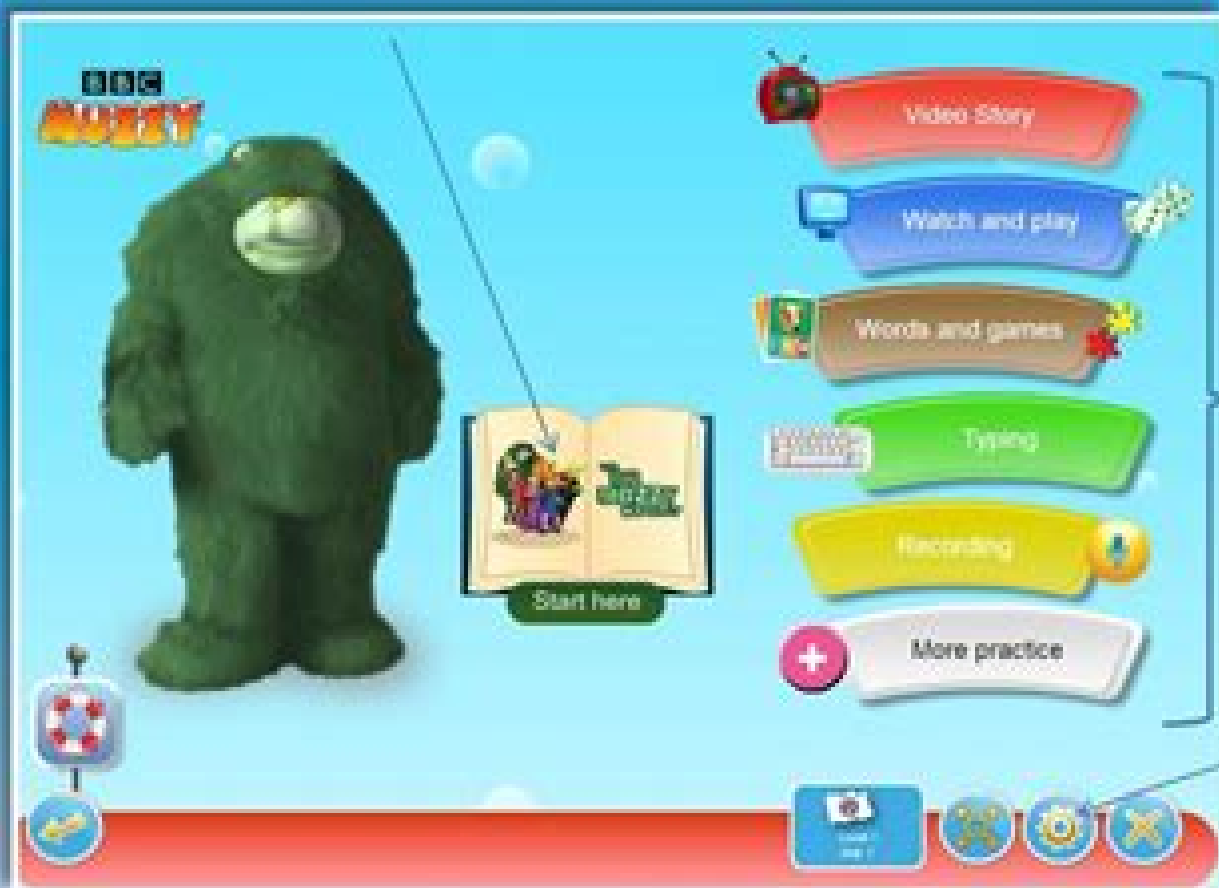 BBC
MUZZY
Video Story
Watch and play
Words and games
Typing
Recording
More practice
Start here